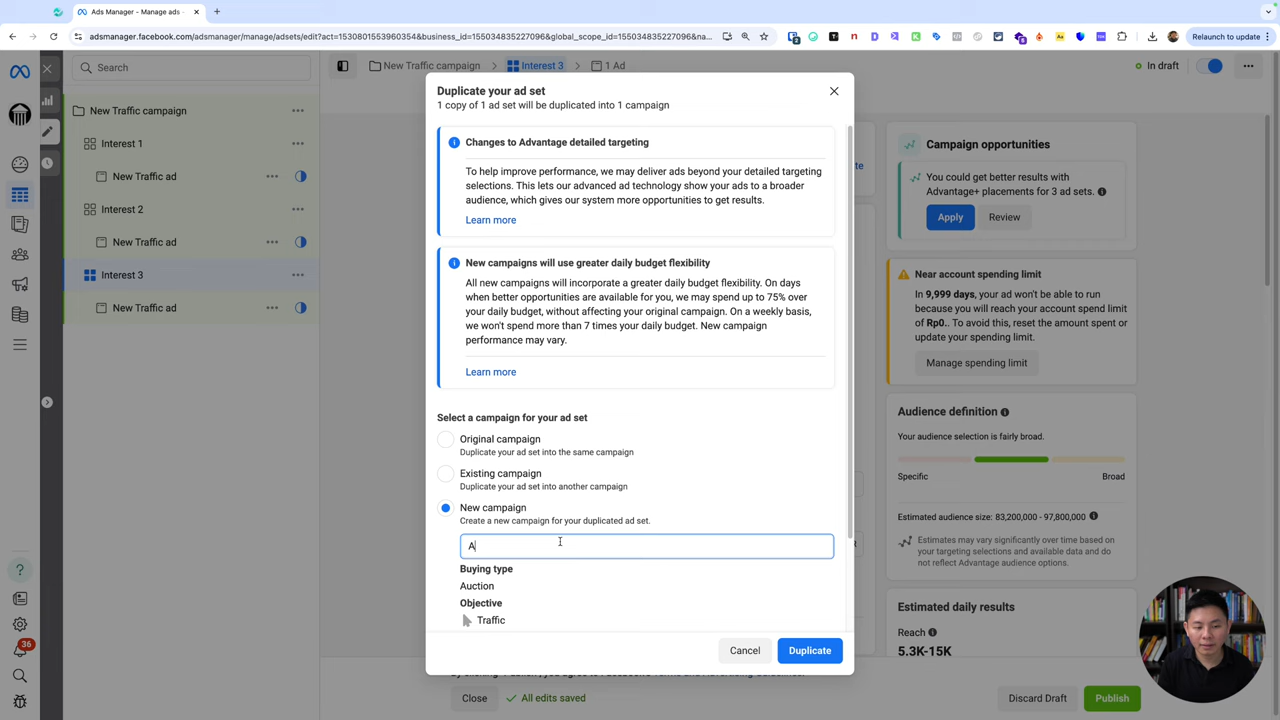 Ads Manager - Manage ads -
adsmanager.facebook.com/adsmanager/manage/adsets/edit?act=1530801553960354&business_id=155034835227096&global_scope_id=155034835227096&na...
Relaunch to update
Search
New Traffic campaign
Interest 3
1 Ad
In draft
New Traffic campaign
Interest 1
New Traffic ad
Interest 2
New Traffic ad
Interest 3
New Traffic ad
36
Duplicate your ad set
1 copy of 1 ad set will be duplicated into 1 campaign
Changes to Advantage detailed targeting
To help improve performance, we may deliver ads beyond your detailed targeting
selections. This lets our advanced ad technology show your ads to a broader
audience, which gives our system more opportunities to get results.
Learn more
New campaigns will use greater daily budget flexibility
All new campaigns will incorporate a greater daily budget flexibility. On days
when better opportunities are available for you, we may spend up to 75% over
your daily budget, without affecting your original campaign. On a weekly basis,
we won't spend more than 7 times your daily budget. New campaign
performance may vary.
Learn more
Select a campaign for your ad set
Original campaign
Duplicate your ad set into the same campaign
Existing campaign
Duplicate your ad set into another campaign
New campaign
Create a new campaign for your duplicated ad set.
A
Buying type
Auction
Objective
Traffic
Cancel
Duplicate
Campaign opportunities
You could get better results with
Advantage+ placements for 3 ad sets.
Apply
Review
Near account spending limit
In 9,999 days, your ad won't be able to run
because you will reach your account spend limit
of Rp0.. To avoid this, reset the amount spent or
update your spending limit.
Manage spending limit
Audience definition
Your audience selection is fairly broad.
Specific
Broad
Estimated audience size: 83,200,000 - 97,800,000
Estimates may vary significantly over time based on
your targeting selections and available data and do
not reflect Advantage audience options.
Estimated daily results
Reach
5.3K-15K
Close
All edits saved
Discard Draft
Publish